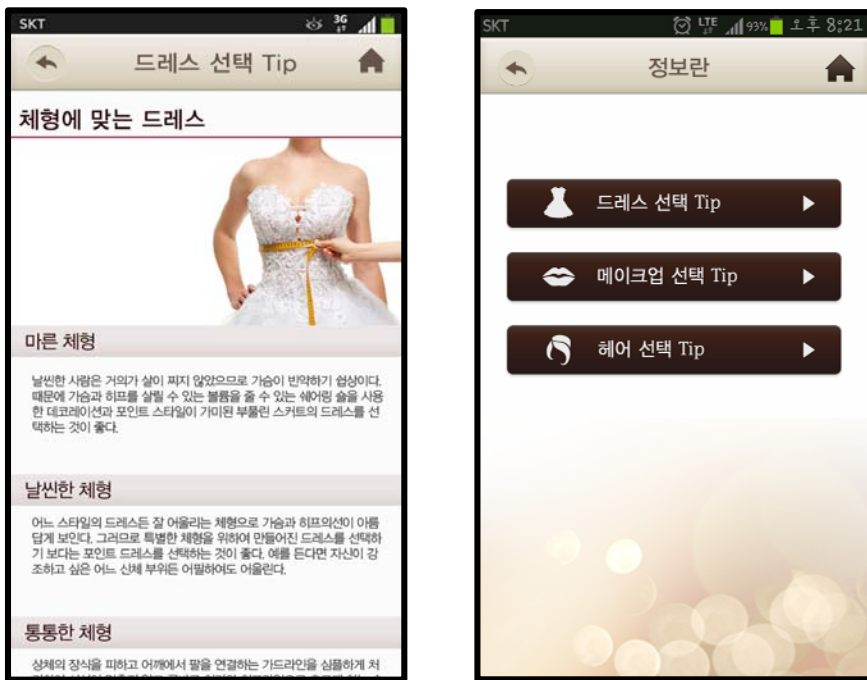 SKT
3G
드레스 선택 Tip
체형에 맞는 드레스
마른 체형
날씬한 사람은 거의가 살이 찌지 않았으므로 가슴이 빈약하기 쉽상이다.
때문에 가슴과 히프를 살릴 수 있는 볼륨을 줄 수 있는 쉐어링 술을 사용
한 데코레이션과 포인트 스타일이 가미된 부풀린 스커트의 드레스를 선
택하는 것이 좋다.
날씬한 체형
어느 스타일의 드레스든 잘 어울리는 체형으로 가슴과 히프의선이 아름
답게 보인다. 그러므로 특별한 체형을 위하여 만들어진 드레스를 선택하
기 보다는 포인트 드레스를 선택하는 것이 좋다. 예를 든다면 자신이 강
조하고 싶은 어느 신체 부위든 어필하여도 어울린다.
통통한 체형
상체의 장식을 피하고 어깨에서 팔을 연결하는 가드라인을 심플하게 처
SKT
LTE 93% 오후 8:21
정보란
드레스 선택 Tip
메이크업 선택 Tip
헤어 선택 Tip